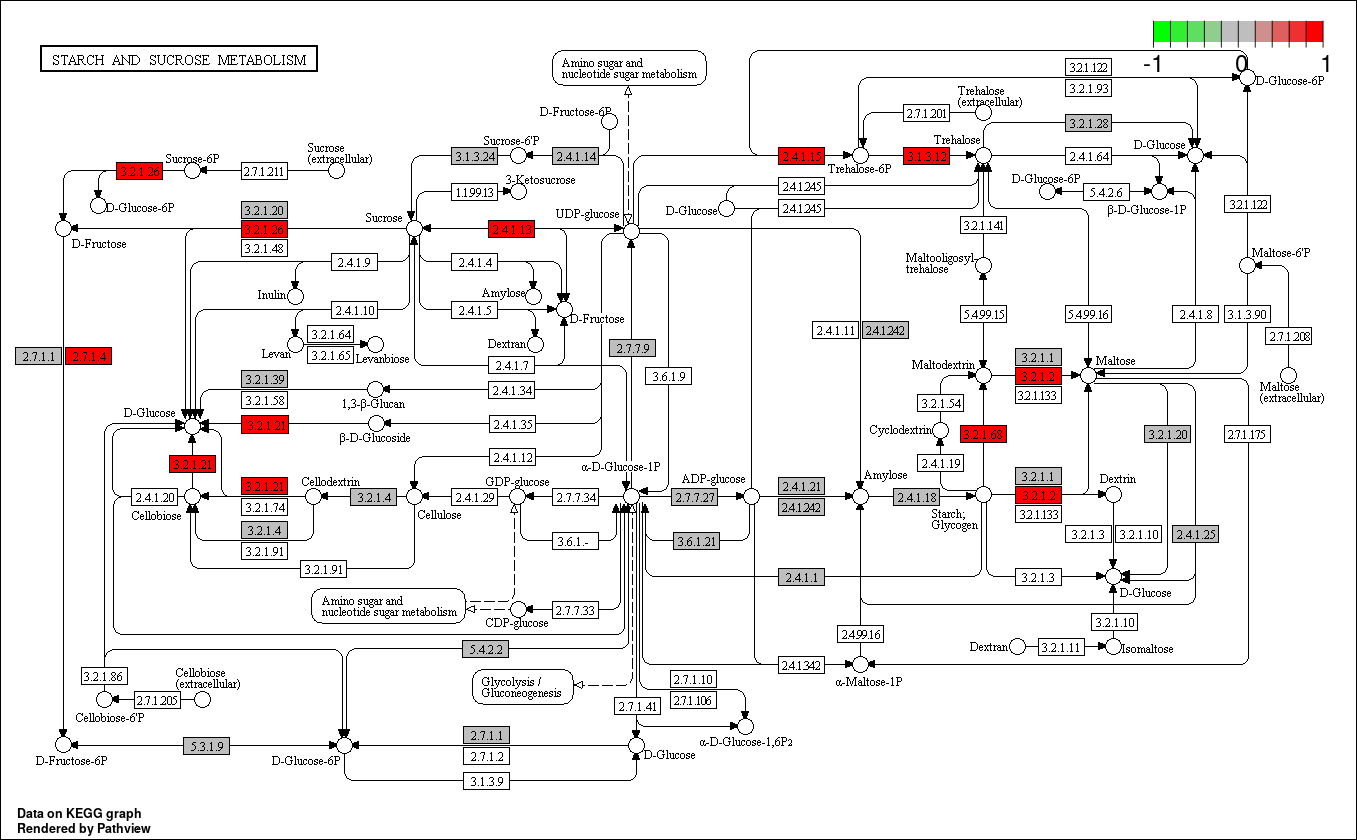 STARCH AND SUCROSE METABOLISM
-1 0 1
Amino sugar and
nucleotide sugar metabolism
3.2.1.122
3.2.1.93
D-Glucose-6P
Trehalose
(extracellular)
2.7.1.201
D-Fructose-6P
3.2.1.28
Sucrose-6'P
3.1.3.24
2.4.1.14
Trehalose
2.4.1.15
3.1.3.12
Trehalose-6P
2.4.1.64
D-Glucose
Sucrose
(extracellular)
Sucrose-6P
3.2.1.26
2.7.1.211
D-Glucose-6P
3-Ketosucrose
1.1.99.13
2.4.1.245
D-Glucose
2.4.1.245
D-Glucose-6P
5.4.2.6
β-D-Glucose-1P
3.2.1.122
3.2.1.20
3.2.1.26
3.2.1.48
Sucrose
UDP-glucose
2.4.1.13
D-Fructose
3.2.1.141
Maltooligosyl-
trehalose
Maltose-6'P
2.4.1.9
2.4.1.4
Inulin
Amylose
2.4.1.10
2.4.1.5
D-Fructose
5.4.99.15
5.4.99.16
2.4.1.8
3.1.3.90
2.7.1.208
3.2.1.64
3.2.1.65
Levan
Levanbiose
Dextran
2.4.1.11
2.4.1.242
2.7.1.1
2.7.1.4
2.7.7.9
2.4.1.7
3.6.1.9
Maltodextrin
3.2.1.1
3.2.1.2
3.2.1.133
Maltose
Maltose
(extracellular)
3.2.1.39
3.2.1.58
1,3-β-Glucan
2.4.1.34
3.2.1.54
D-Glucose
3.2.1.21
β-D-Glucoside
2.4.1.35
Cyclodextrin
3.2.1.68
3.2.1.20
2.7.1.175
3.2.1.21
2.4.1.12
α-D-Glucose-1P
2.4.1.19
2.4.1.20
Cellobiose
3.2.1.21
3.2.1.74
3.2.1.4
3.2.1.91
Cellodextrin
3.2.1.4
Cellulose
2.4.1.29
GDP-glucose
2.7.7.34
2.7.7.27
ADP-glucose
2.4.1.21
2.4.1.242
Amylose
2.4.1.18
Starch;
Glycogen
3.2.1.1
3.2.1.2
3.2.1.133
Dextrin
3.6.1.-
3.6.1.21
3.2.1.3
3.2.1.10
2.4.1.25
3.2.1.91
2.4.1.1
3.2.1.3
D-Glucose
Amino sugar and
nucleotide sugar metabolism
CDP-glucose
2.7.7.33
3.2.1.10
2.4.99.16
Dextran
3.2.1.11
Isomaltose
5.4.2.2
2.4.1.342
α-Maltose-1P
3.2.1.86
Cellobiose
(extracellular)
2.7.1.205
Cellobiose-6'P
Glycolysis /
Gluconeogenesis
2.7.1.10
2.7.1.106
2.7.1.41
α-D-Glucose-1,6P2
5.3.1.9
D-Fructose-6P
D-Glucose-6P
2.7.1.1
2.7.1.2
3.1.3.9
D-Glucose
Data on KEGG graph
Rendered by Pathview